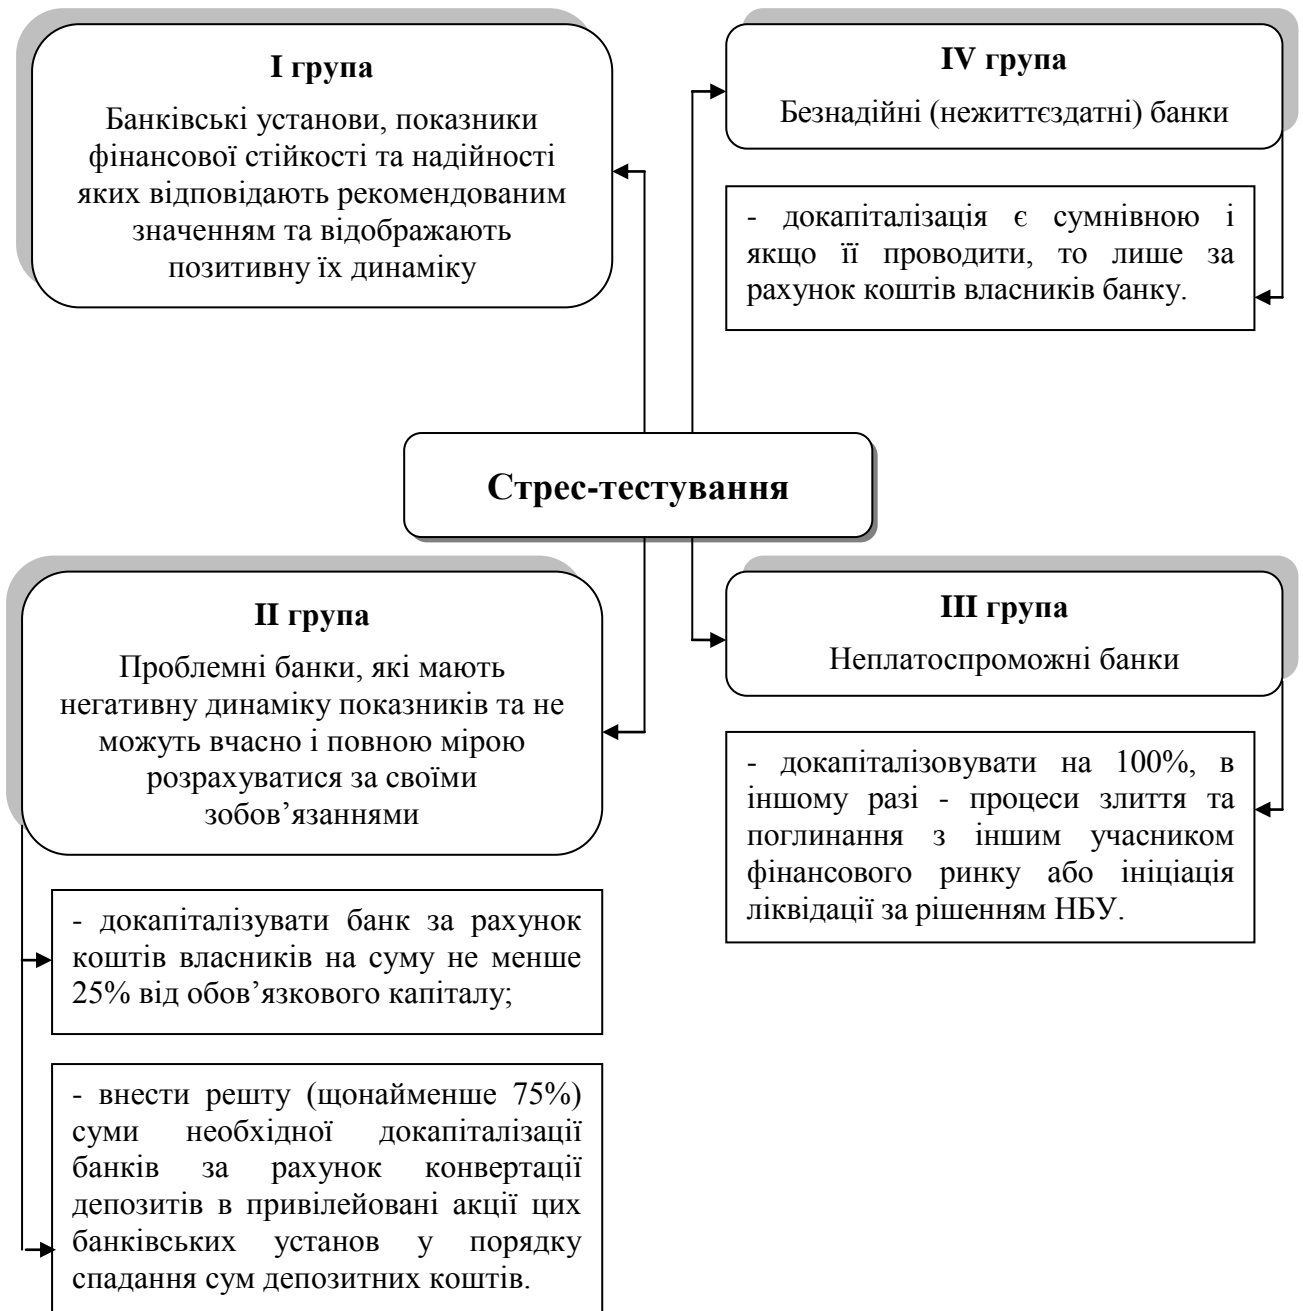 I група
Банківські установи, показники
фінансової стійкості та надійності
яких відповідають рекомендованим
значенням та відображають
позитивну їх динаміку
IV група
Безнадійні (нежиттєздатні) банки
- докапіталізація є сумнівною і
якщо її проводити, то лише за
рахунок коштів власників банку.
Стрес-тестування
II група
Проблемні банки, які мають
негативну динаміку показників та не
можуть вчасно і повною мірою
розрахуватися за своїми
зобов’язаннями
- докапіталізувати банк за рахунок
коштів власників на суму не менше
25% від обов’язкового капіталу;
- внести решту (щонайменше 75%)
суми необхідної докапіталізації
банків за рахунок конвертації
депозитів в привілейовані акції цих
банківських установ у порядку
спадання сум депозитних коштів.
III група
Неплатоспроможні банки
- докапіталізовувати на 100%, в
іншому разі - процеси злиття та
поглинання з іншим учасником
фінансового ринку або ініціація
ліквідації за рішенням НБУ.